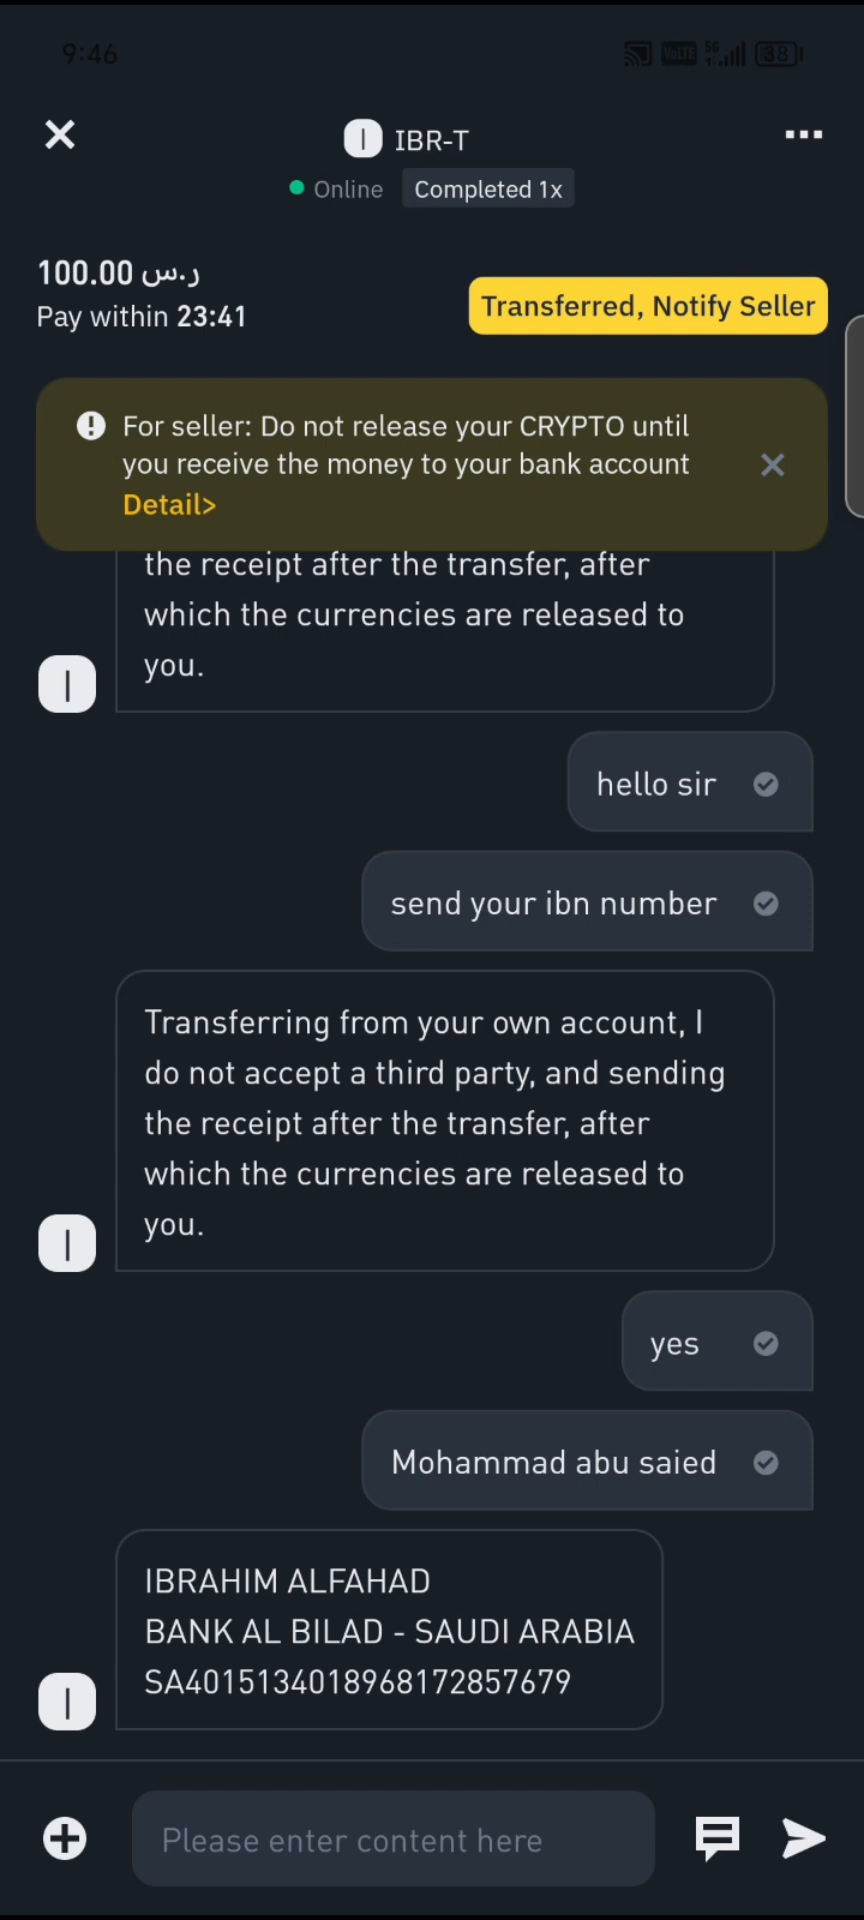 9:46
VoLTE 5G 38
IBR-T
Online Completed 1x
100.00 ر.س
Pay within 23:41
Transferred, Notify Seller
For seller: Do not release your CRYPTO until
you receive the money to your bank account
Detail>
the receipt after the transfer, after
which the currencies are released to
you.
hello sir
send your ibn number
Transferring from your own account, I
do not accept a third party, and sending
the receipt after the transfer, after
which the currencies are released to
you.
yes
Mohammad abu saied
IBRAHIM ALFAHAD
BANK AL BILAD - SAUDI ARABIA
SA4015134018968172857679
Please enter content here